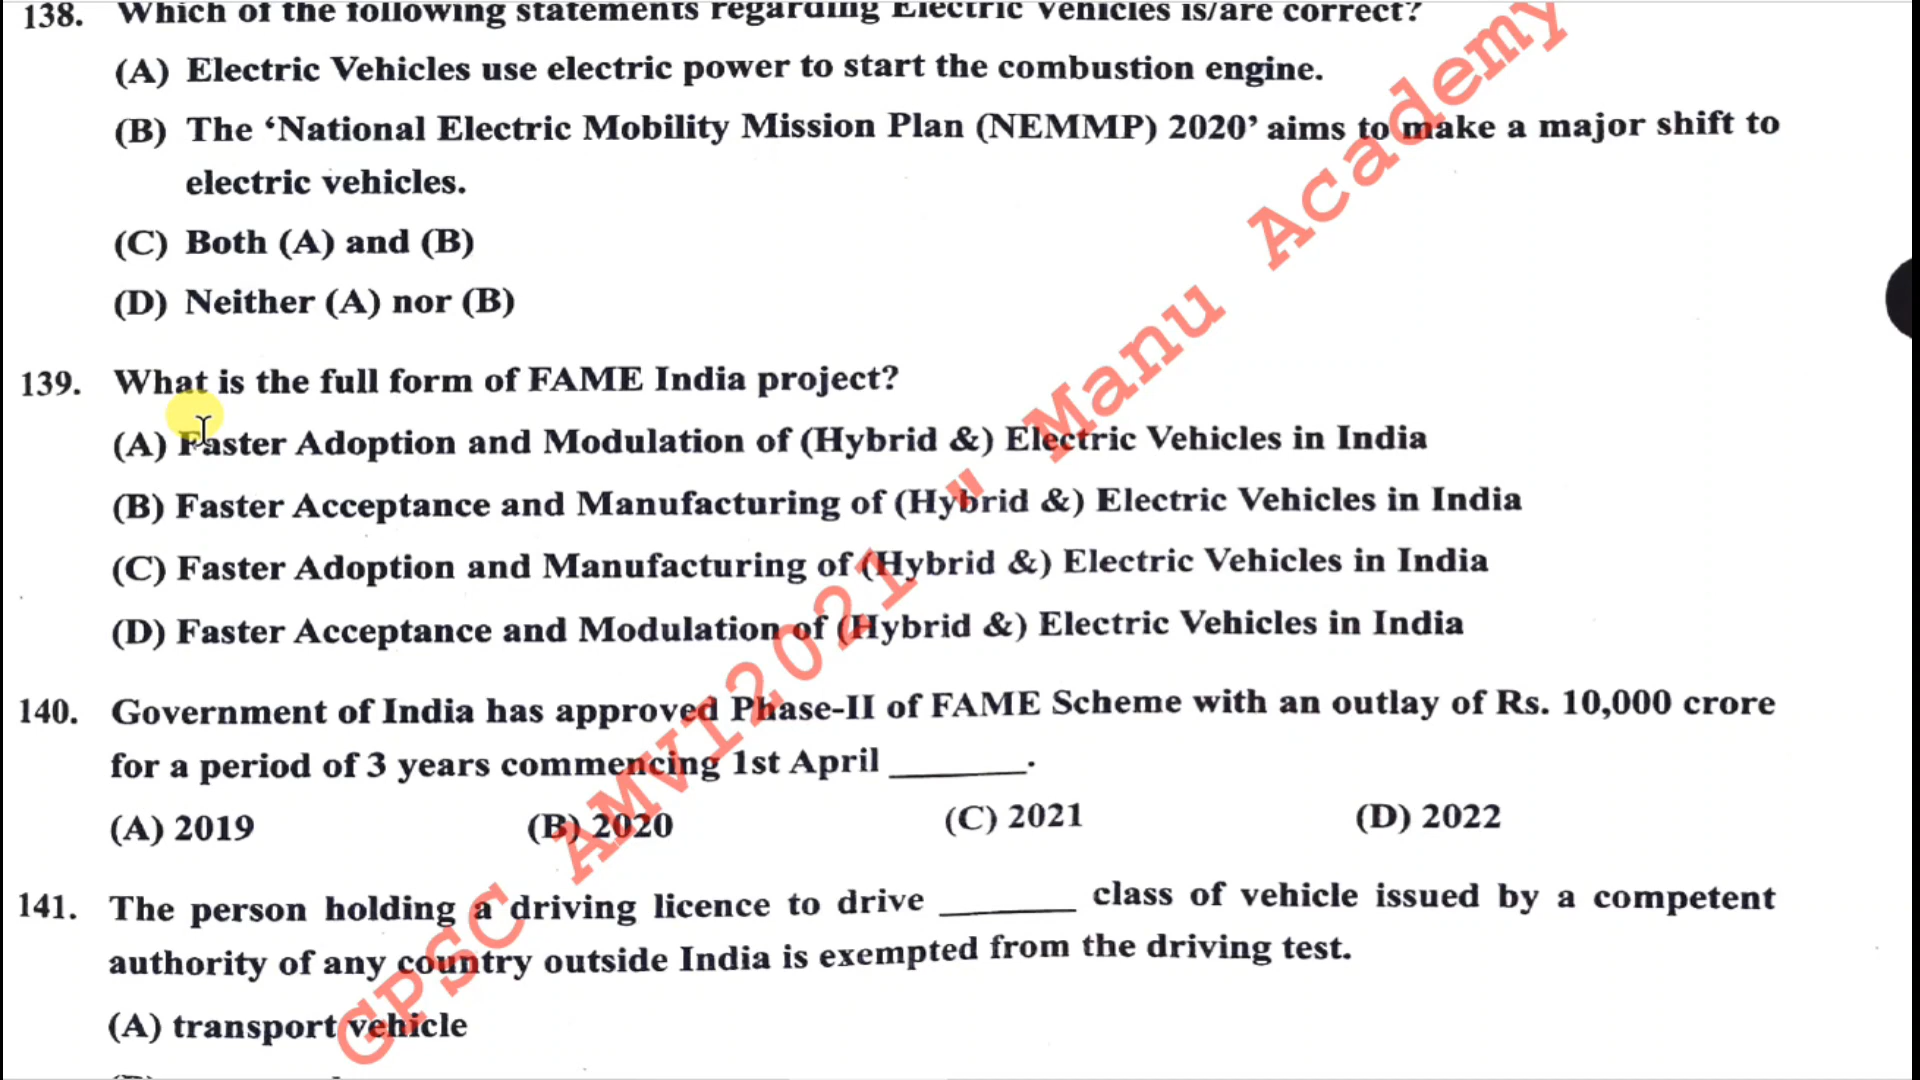 138. Which of the following statements regarding Electric Vehicles is/are correct?
(A) Electric Vehicles use electric power to start the combustion engine.
(B) The ‘National Electric Mobility Mission Plan (NEMMP) 2020’ aims to make a major shift to
electric vehicles.
(C) Both (A) and (B)
(D) Neither (A) nor (B)
139. What is the full form of FAME India project?
(A) Faster Adoption and Modulation of (Hybrid &) Electric Vehicles in India
(B) Faster Acceptance and Manufacturing of (Hybrid &) Electric Vehicles in India
(C) Faster Adoption and Manufacturing of (Hybrid &) Electric Vehicles in India
(D) Faster Acceptance and Modulation of (Hybrid &) Electric Vehicles in India
140. Government of India has approved Phase-II of FAME Scheme with an outlay of Rs. 10,000 crore
for a period of 3 years commencing 1st April ________.
(A) 2019 (B) 2020 (C) 2021 (D) 2022
141. The person holding a driving licence to drive ________ class of vehicle issued by a competent
authority of any country outside India is exempted from the driving test.
(A) transport vehicle
GPSC AMVI2021 " Manu Academy